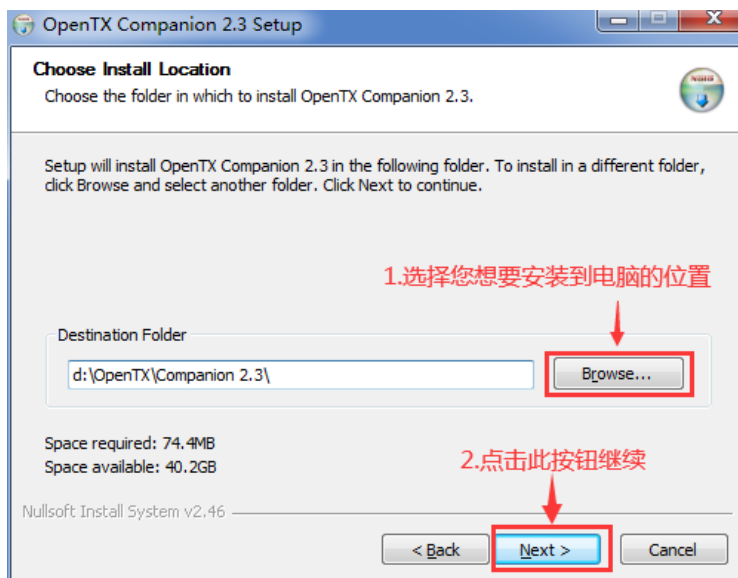 OpenTX Companion 2.3 Setup
Choose Install Location
Choose the folder in which to install OpenTX Companion 2.3.
NSIS
Setup will install OpenTX Companion 2.3 in the following folder. To install in a different folder,
click Browse and select another folder. Click Next to continue.
1.选择您想要安装到电脑的位置
Destination Folder
d:\OpenTX\Companion 2.3\
Browse...
Space required: 74.4MB
Space available: 40.2GB
2.点击此按钮继续
Nullsoft Install System v2.46
< Back
Next >
Cancel